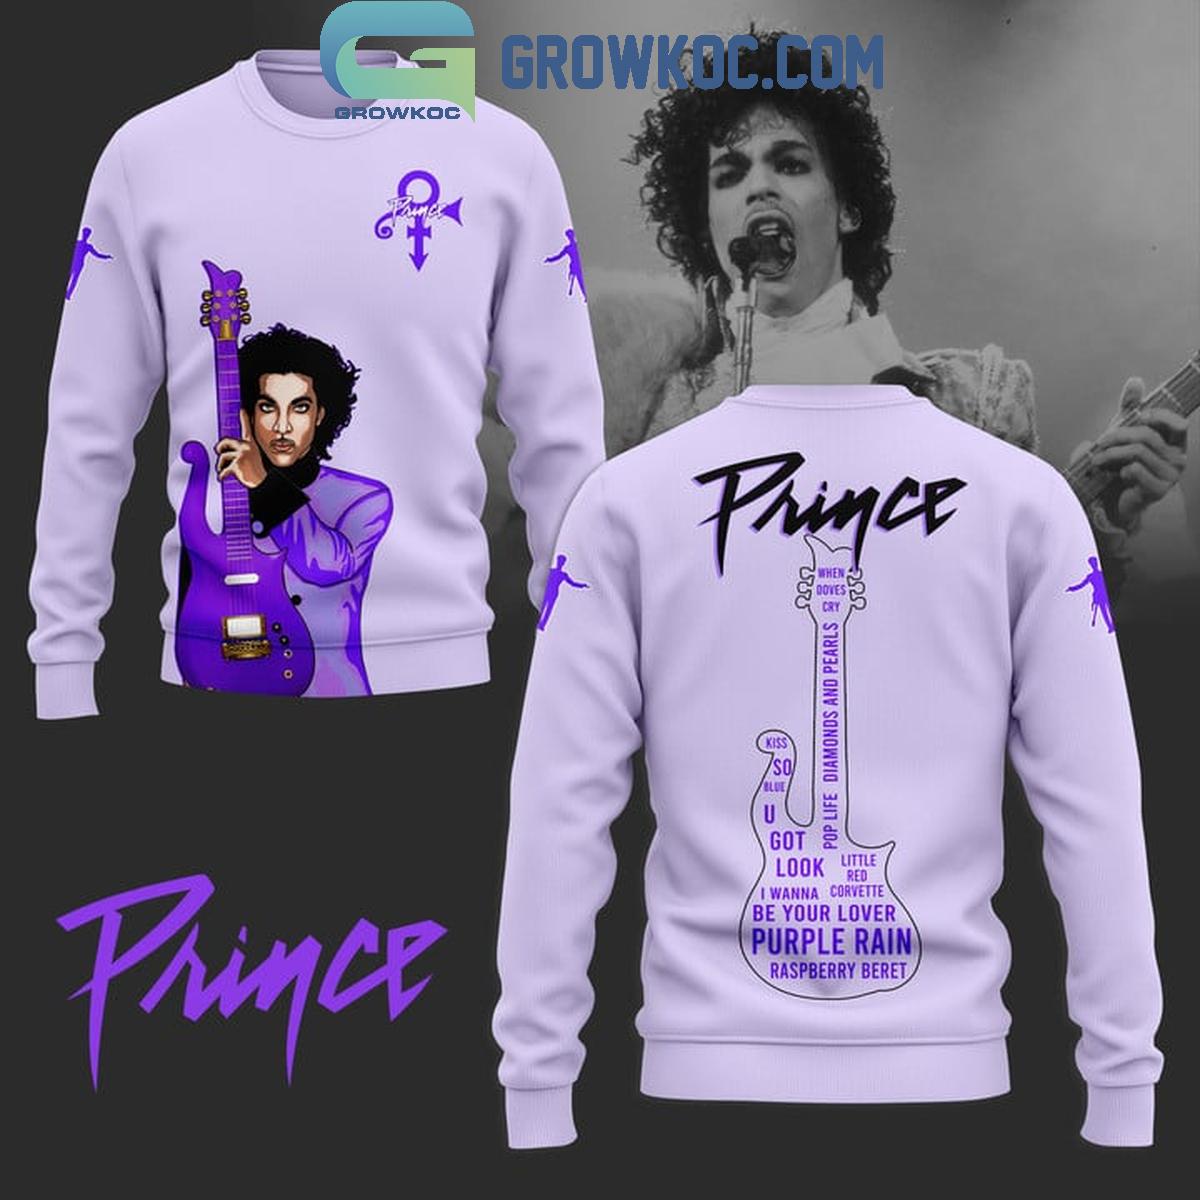 GROWKOC
GROWKOC.COM
Prince
Prince
WHEN
DOVES
CRY
DIAMONDS AND PEARLS
POP LIFE
KISS
SO
BLUE
U
GOT
LOOK
LITTLE
RED
CORVETTE
I WANNA
BE YOUR LOVER
PURPLE RAIN
RASPBERRY BERET
Prince